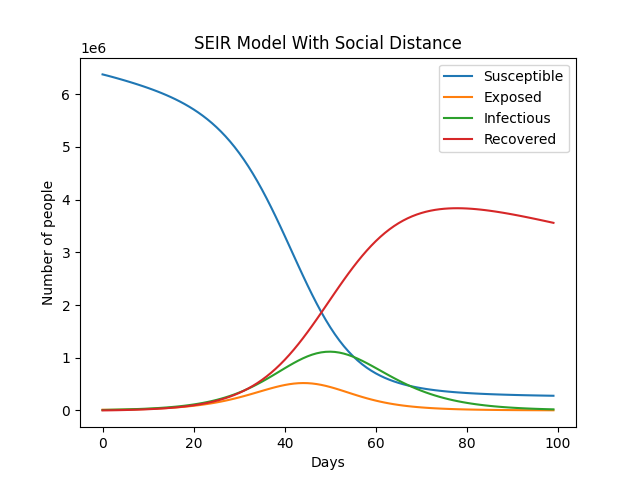 SEIR Model With Social Distance
1e6
Susceptible
Exposed
Infectious
Recovered
Number of people
6
5
4
3
2
1
0
0 20 40 60 80 100
Days